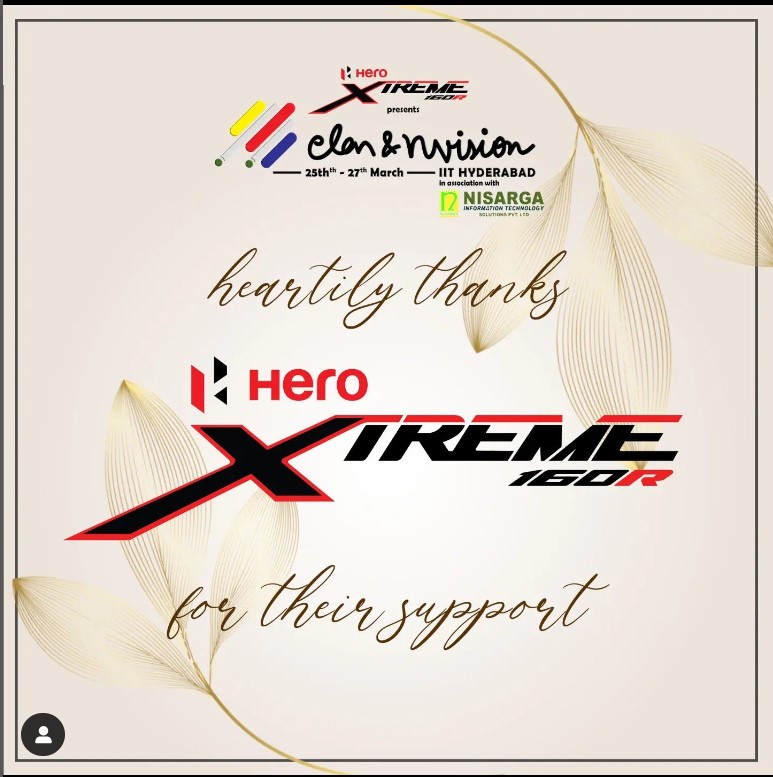 Hero
XTREME
160R
presents
elan & nvision
25thth - 27th March
IIT HYDERABAD
in association with
NISARGA
INFORMATION TECHNOLOGY
SOLUTIONS PVT. LTD
heartily thanks
Hero
XTREME
160R
for their support